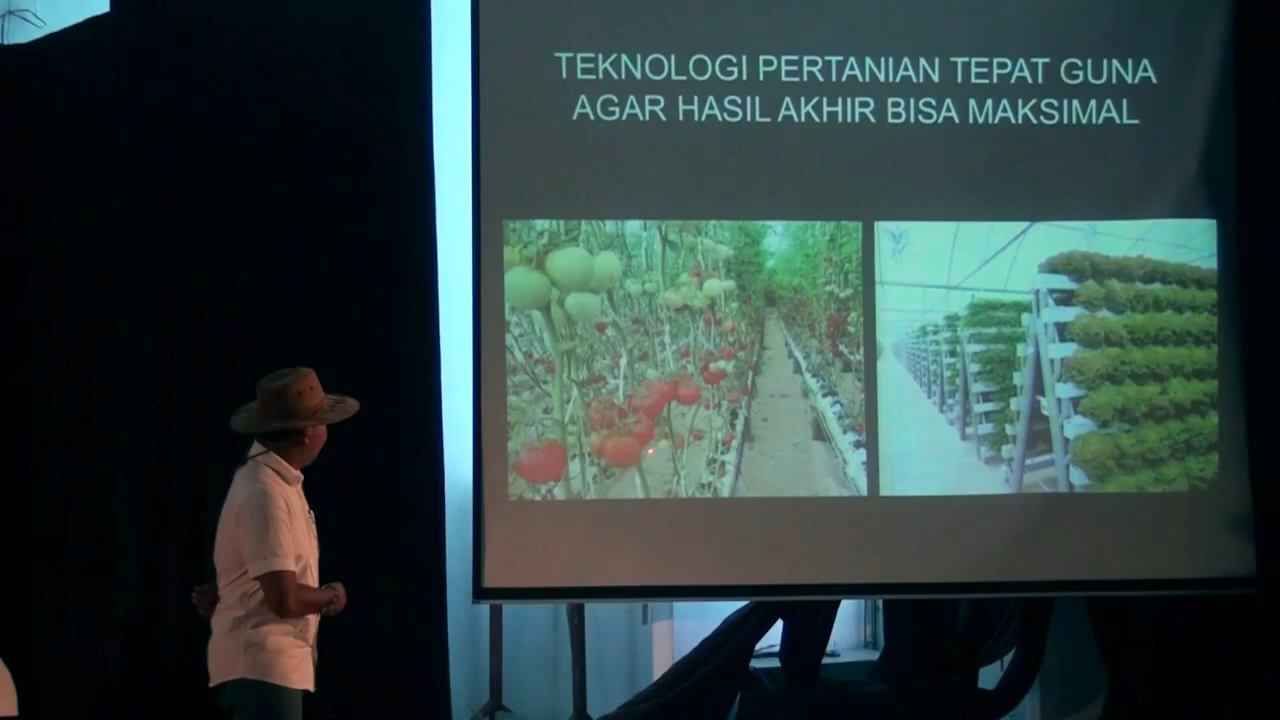 TEKNOLOGI PERTANIAN TEPAT GUNA
AGAR HASIL AKHIR BISA MAKSIMAL